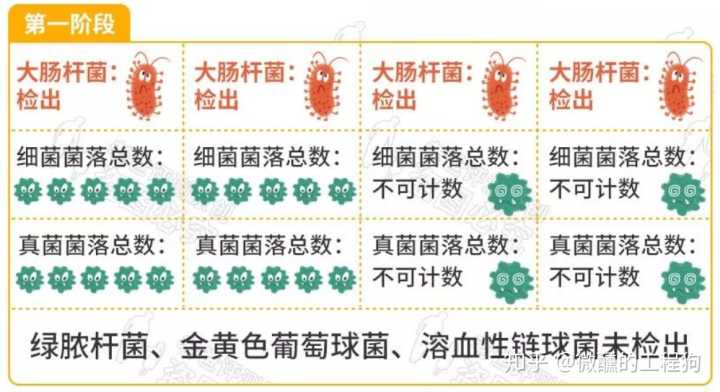 第一阶段
大肠杆菌：
检出
大肠杆菌：
检出
大肠杆菌：
检出
大肠杆菌：
检出
细菌菌落总数：
细菌菌落总数：
细菌菌落总数：
不可计数
细菌菌落总数：
不可计数
真菌菌落总数：
真菌菌落总数：
真菌菌落总数：
不可计数
真菌菌落总数：
不可计数
绿脓杆菌、金黄色葡萄球菌、溶血性链球菌未检出
知乎 @微醺的工程狗